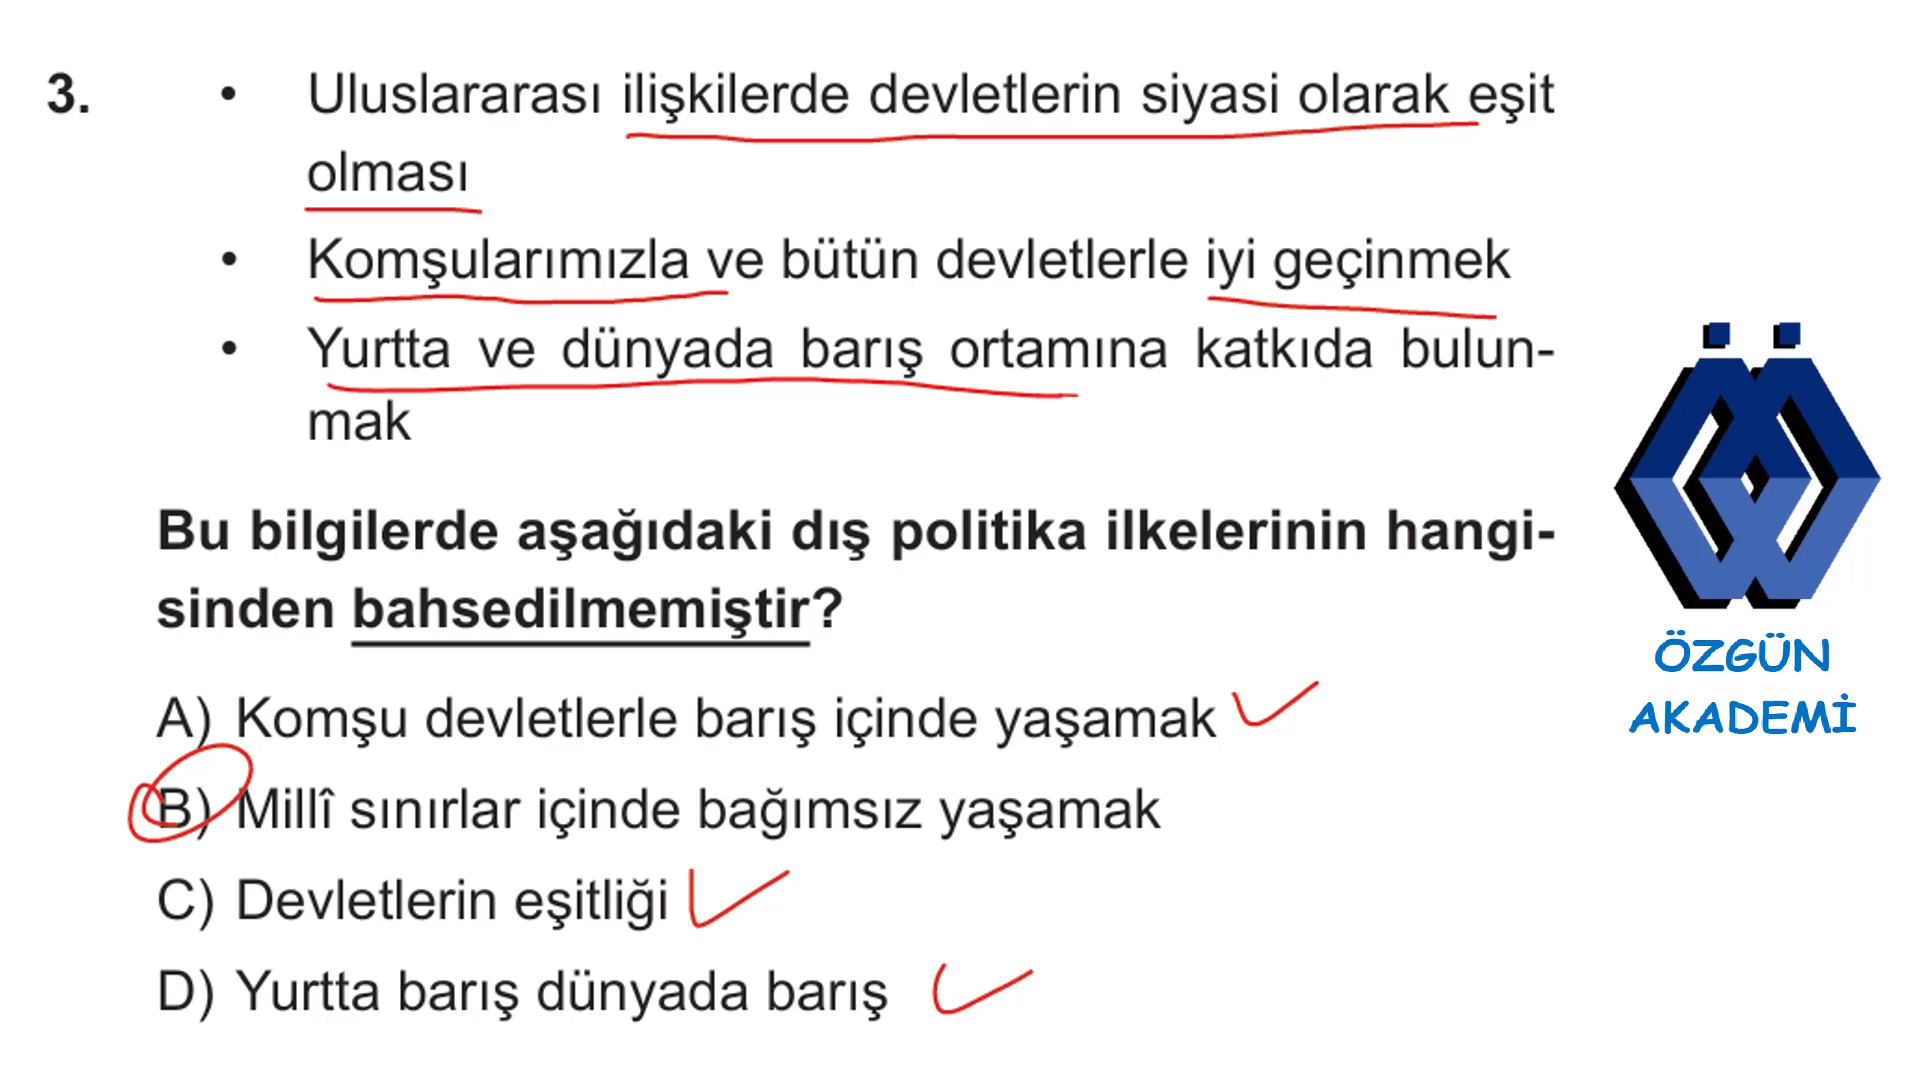 3. • Uluslararası ilişkilerde devletlerin siyasi olarak eşit
olması
• Komşularımızla ve bütün devletlerle iyi geçinmek
• Yurtta ve dünyada barış ortamına katkıda bulun-
mak
Bu bilgilerde aşağıdaki dış politika ilkelerinin hangi-
sinden bahsedilmemiştir?
A) Komşu devletlerle barış içinde yaşamak
B) Millî sınırlar içinde bağımsız yaşamak
C) Devletlerin eşitliği
D) Yurtta barış dünyada barış
ÖZGÜN
AKADEMİ